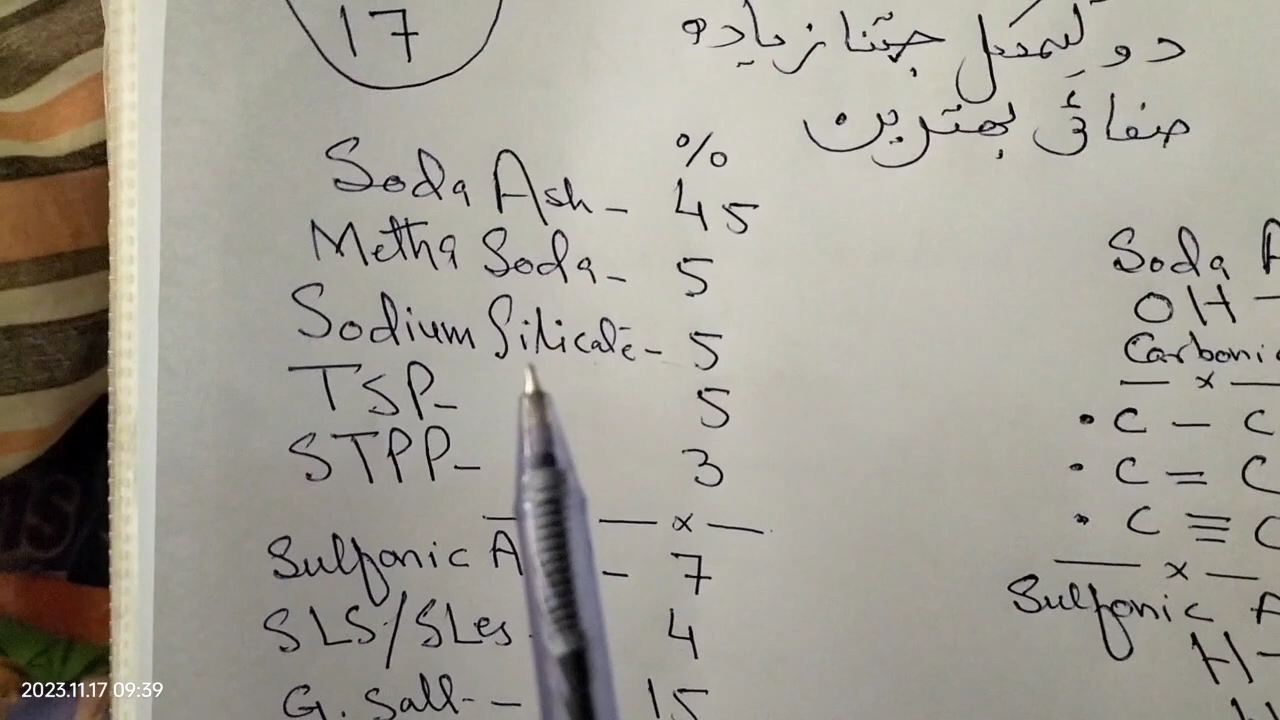 17
دو کیمیکل جتنا زیادہ
صفائی بہترین
%
Soda Ash - 45
Metha Soda - 5
Sodium Silicate - 5
TSP - 5
STPP - 3
— x —
Sulfonic A - 7
SLS/SLes 4
G. Sall - - 15
Soda A
OH -
Carbonic
— x —
• C — C
• C = C
• C ≡ C
— x —
Sulfonic A
H -
2023.11.17 09:39